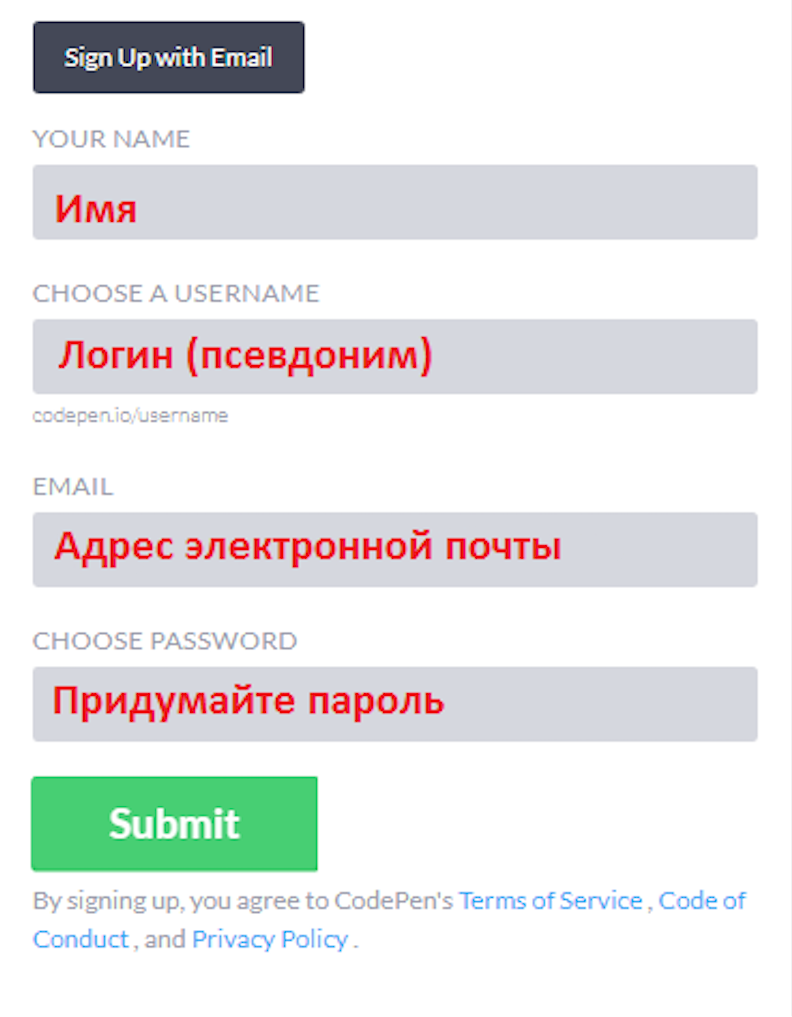 Sign Up with Email
YOUR NAME
Имя
CHOOSE A USERNAME
Логин (псевдоним)
codepen.io/username
EMAIL
Адрес электронной почты
CHOOSE PASSWORD
Придумайте пароль
Submit
By signing up, you agree to CodePen's Terms of Service , Code of
Conduct , and Privacy Policy .